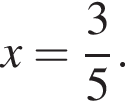 x = 3/5.